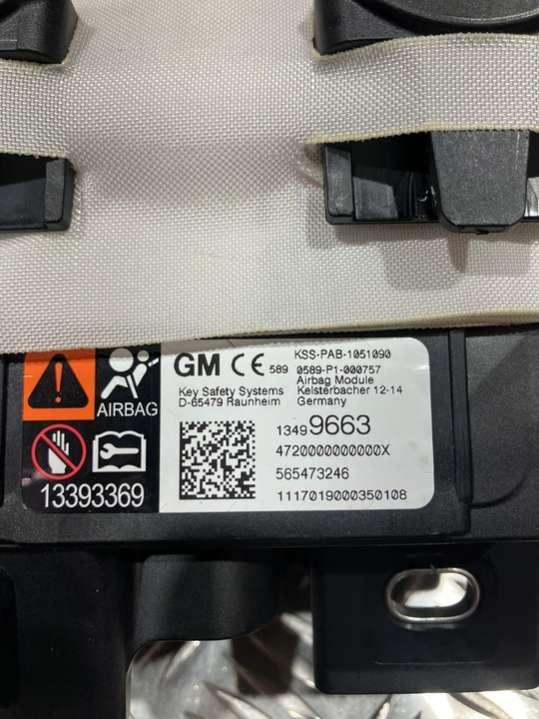 AIRBAG
13393369
GM CE 589
KSS-PAB-1051090
0589-P1-000757
Key Safety Systems
D-65479 Raunheim
Airbag Module
Kelsterbacher 12-14
Germany
13499663
4720000000000X
565473246
1117019000350108